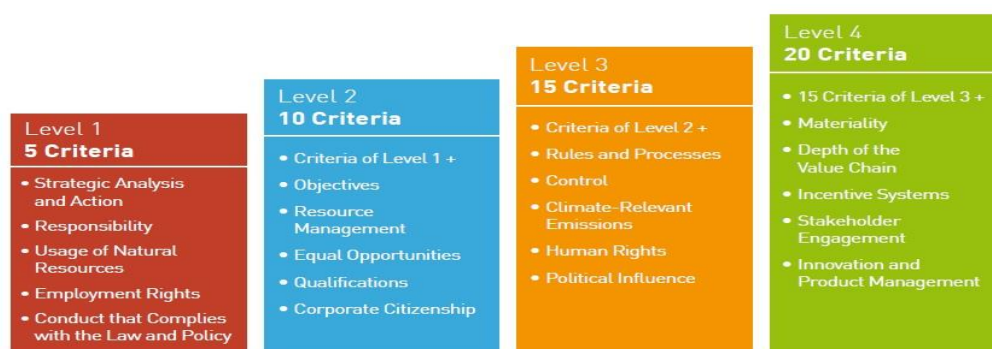 Level 1
5 Criteria
• Strategic Analysis
and Action
• Responsibility
• Usage of Natural
Resources
• Employment Rights
• Conduct that Complies
with the Law and Policy
Level 2
10 Criteria
• Criteria of Level 1 +
• Objectives
• Resource
Management
• Equal Opportunities
• Qualifications
• Corporate Citizenship
Level 3
15 Criteria
• Criteria of Level 2 +
• Rules and Processes
• Control
• Climate-Relevant
Emissions
• Human Rights
• Political Influence
Level 4
20 Criteria
• 15 Criteria of Level 3 +
• Materiality
• Depth of the
Value Chain
• Incentive Systems
• Stakeholder
Engagement
• Innovation and
Product Management